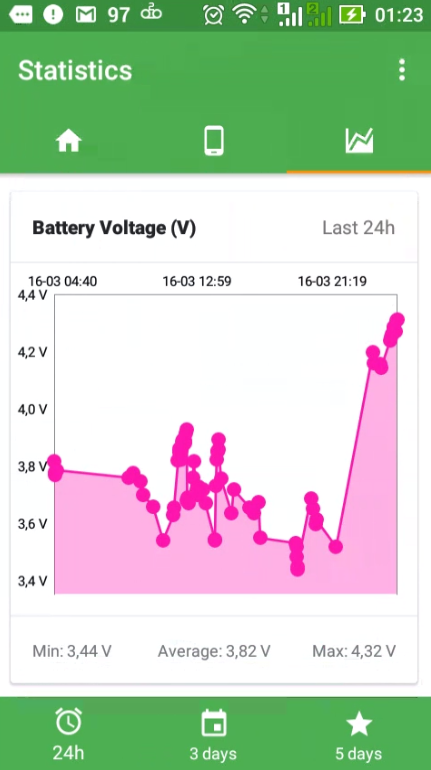 97 1 2 01:23
Statistics
Battery Voltage (V) Last 24h
16-03 04:40 16-03 12:59 16-03 21:19
4,4 V
4,2 V
4,0 V
3,8 V
3,6 V
3,4 V
Min: 3,44 V Average: 3,82 V Max: 4,32 V
24h 3 days 5 days